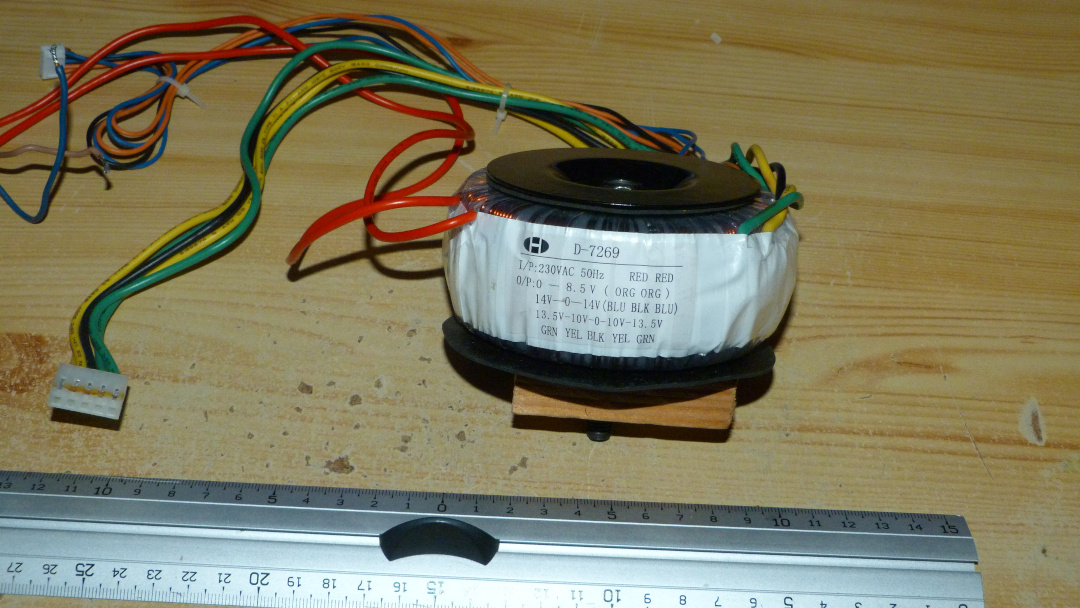 H D-7269
I/P:230VAC 50Hz RED RED
O/P:0 — 8.5V ( ORG ORG )
14V—0—14V(BLU BLK BLU)
13.5V-10V-0-10V-13.5V
GRN YEL BLK YEL GRN
13 12 11 10 9 8 7 6 5 4 3 2 1 0 1 2 3 4 5 6 7 8 9 10 11 12 13 14 15
27 26 25 24 23 22 21 20 19 18 17 16 15 12 11 10 9 8 7 6 5 4 3 2